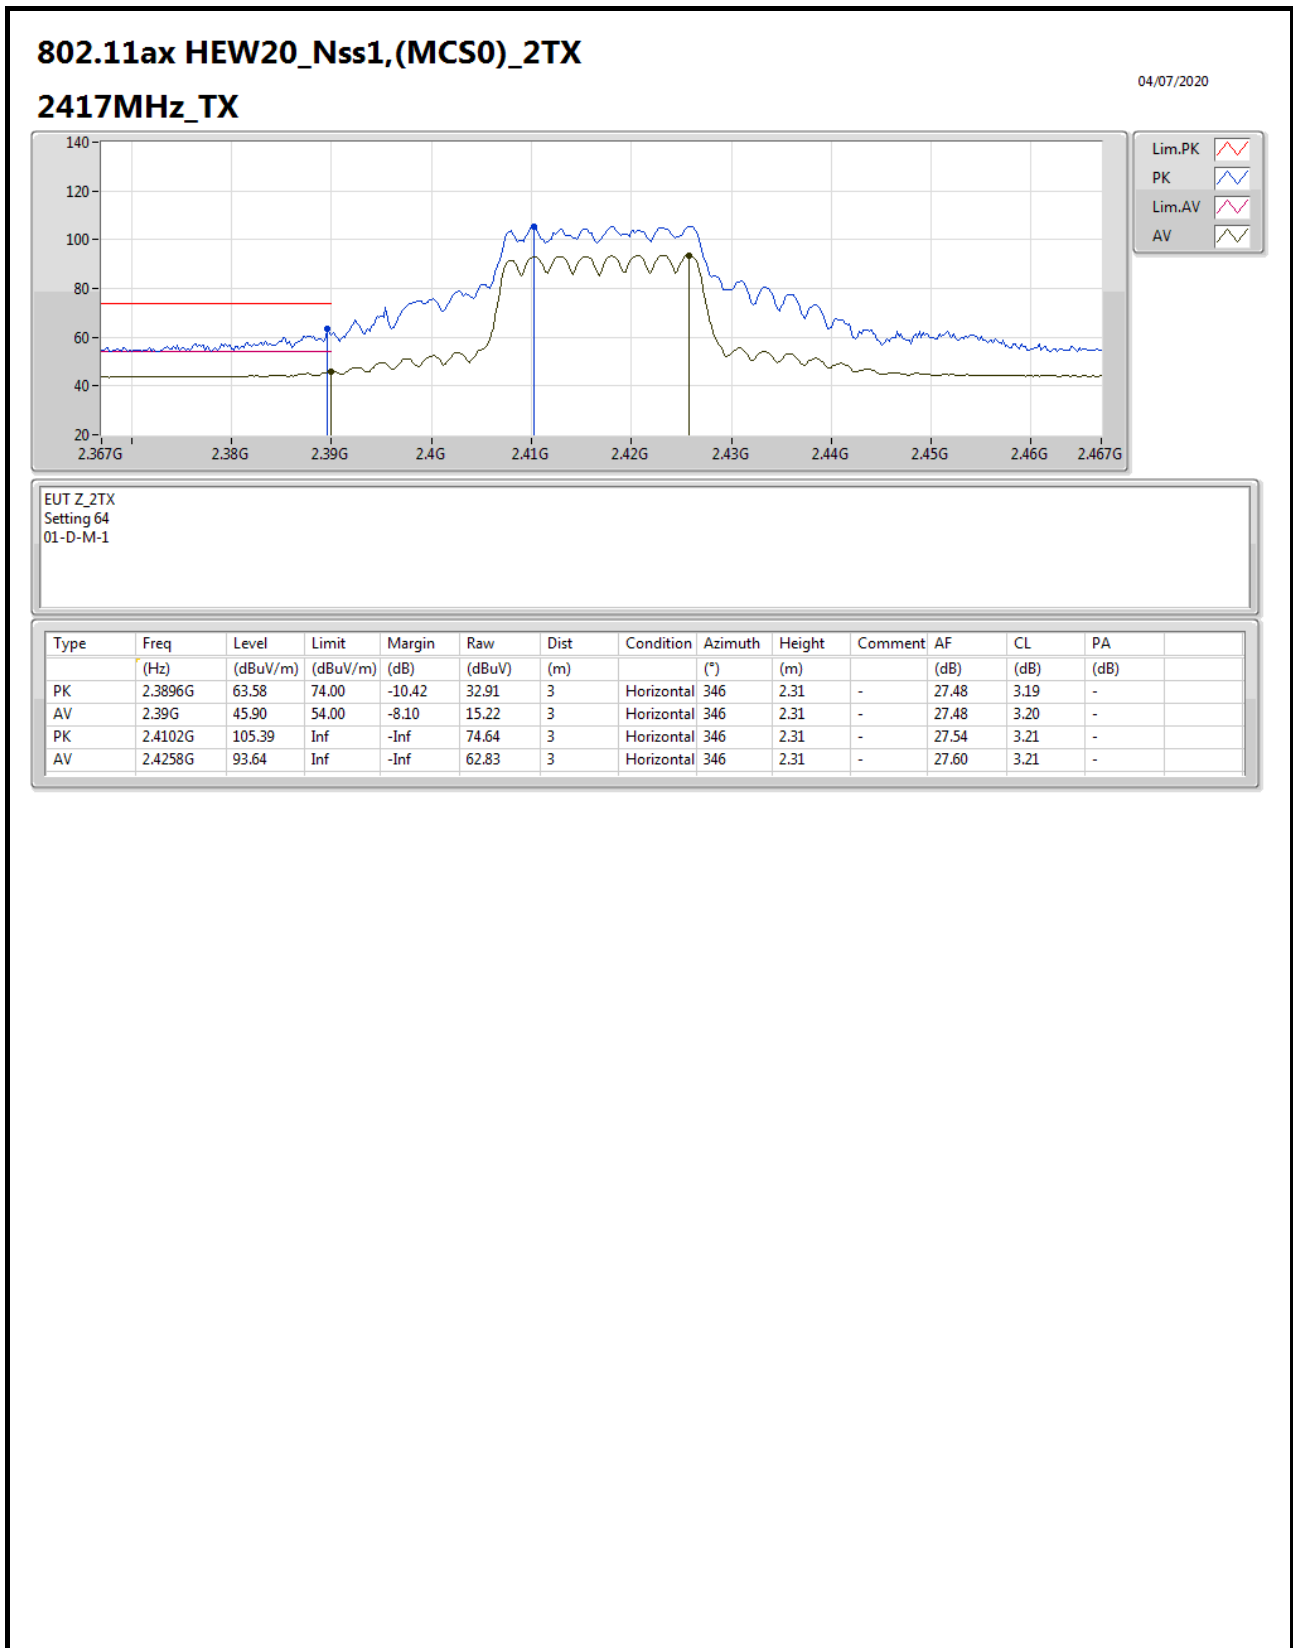 802.11ax HEW20_Nss1,(MCS0)_2TX
04/07/2020
2417MHz_TX
140
120
100
80
60
40
20
2.367G 2.38G 2.39G 2.4G 2.41G 2.42G 2.43G 2.44G 2.45G 2.46G 2.467G
Lim.PK
PK
Lim.AV
AV
EUT Z_2TX
Setting 64
01-D-M-1
Type Freq Level Limit Margin Raw Dist Condition Azimuth Height Comment AF CL PA
(Hz) (dBuV/m) (dBuV/m) (dB) (dBuV) (m) (°) (m) (dB) (dB) (dB)
PK 2.3896G 63.58 74.00 -10.42 32.91 3 Horizontal 346 2.31 - 27.48 3.19 -
AV 2.39G 45.90 54.00 -8.10 15.22 3 Horizontal 346 2.31 - 27.48 3.20 -
PK 2.4102G 105.39 Inf -Inf 74.64 3 Horizontal 346 2.31 - 27.54 3.21 -
AV 2.4258G 93.64 Inf -Inf 62.83 3 Horizontal 346 2.31 - 27.60 3.21 -